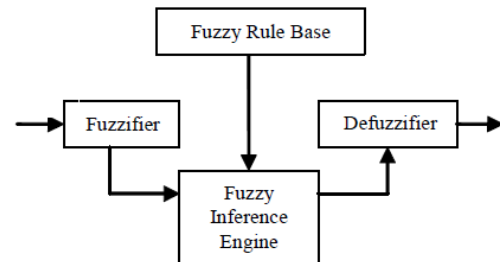 Fuzzy Rule Base
Fuzzifier
Defuzzifier
Fuzzy
Inference
Engine